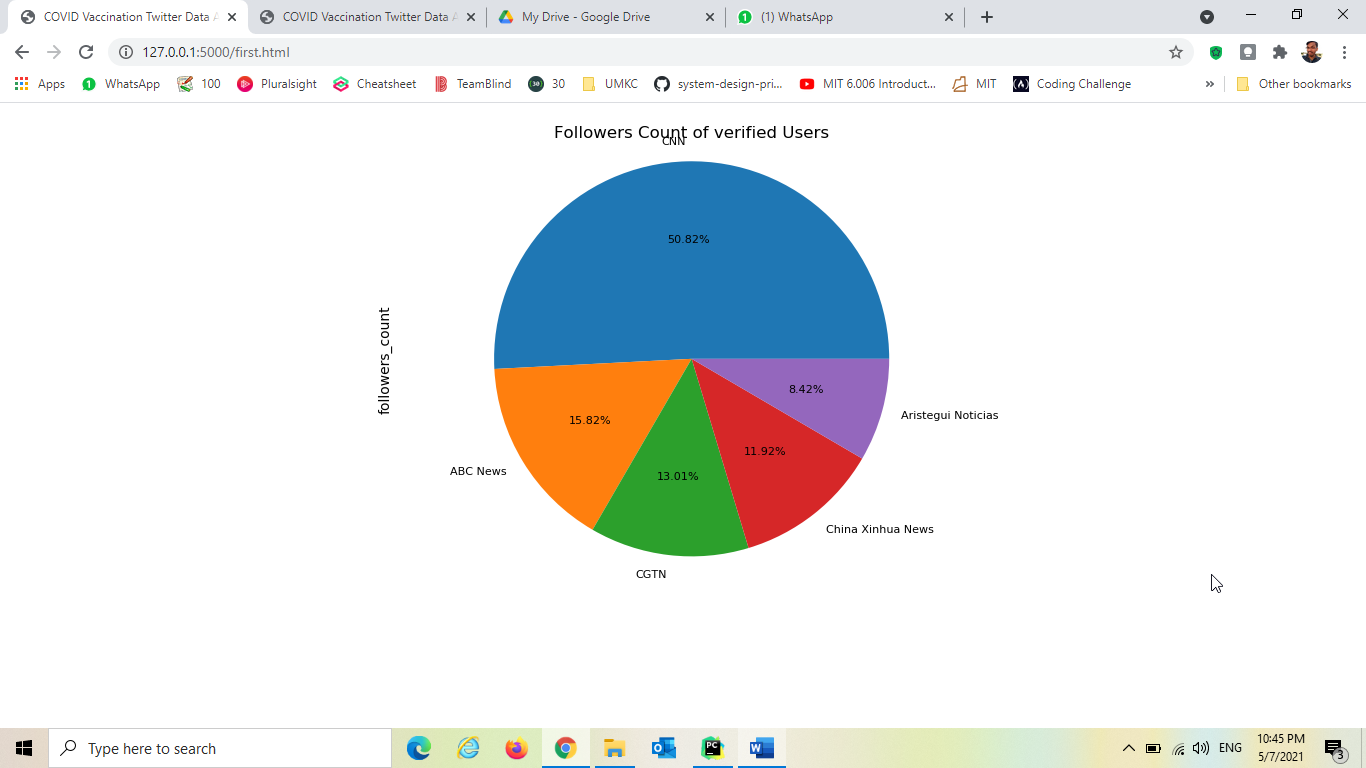 COVID Vaccination Twitter Data A
COVID Vaccination Twitter Data A
My Drive - Google Drive
(1) WhatsApp
127.0.0.1:5000/first.html
Apps
1
WhatsApp
100
Pluralsight
Cheatsheet
TeamBlind
30
30
UMKC
system-design-pri...
MIT 6.006 Introduct...
MIT
Coding Challenge
»
Other bookmarks
Followers Count of verified Users
CNN
50.82%
followers_count
8.42%
Aristegui Noticias
15.82%
11.92%
ABC News
13.01%
China Xinhua News
CGTN
Type here to search
ENG
10:45 PM
5/7/2021
3